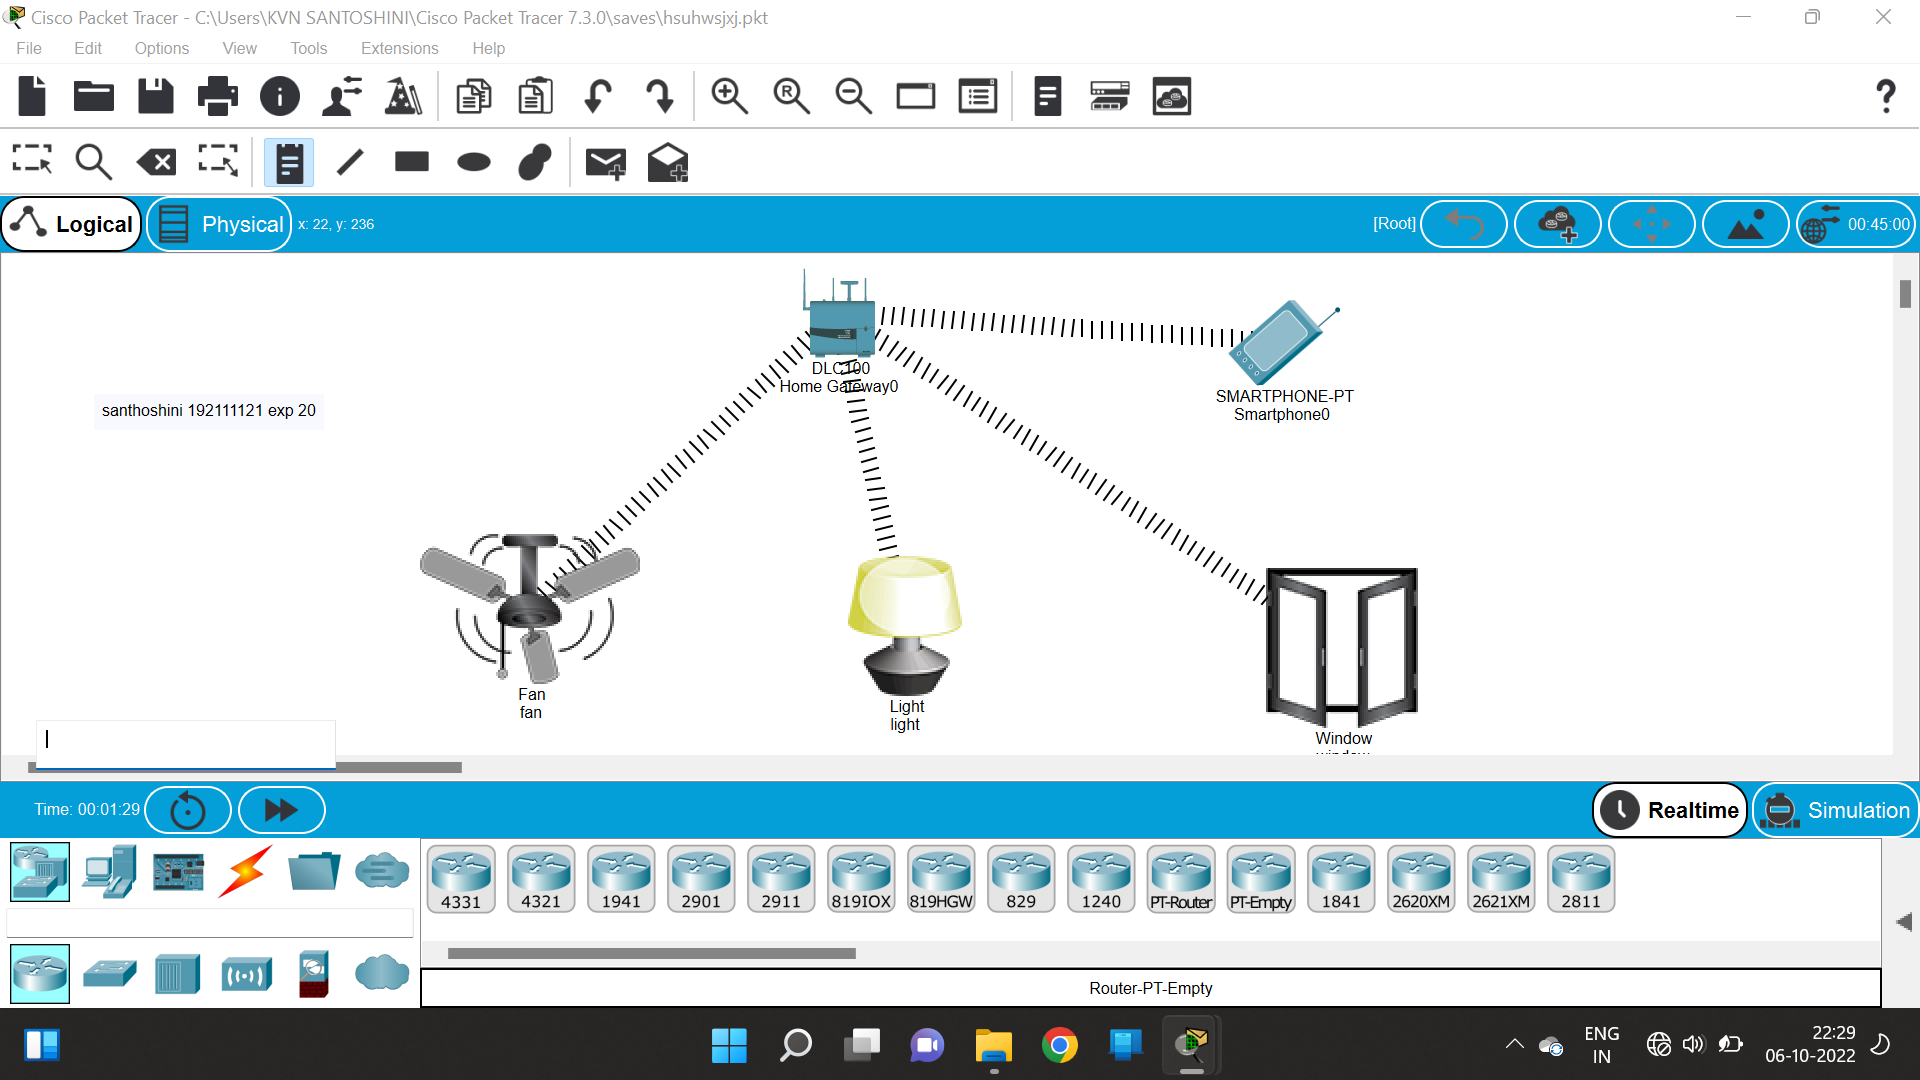 Cisco Packet Tracer - C:\Users\KVN SANTOSHINI\Cisco Packet Tracer 7.3.0\saves\hsuhwsjxj.pkt
File Edit Options View Tools Extensions Help
Logical Physical x: 22, y: 236 [Root] 00:45:00
DLC100
Home Gateway0
SMARTPHONE-PT
Smartphone0
santhoshini 192111121 exp 20
Fan
fan
Light
light
Window
window
Time: 00:01:29 Realtime Simulation
4331 4321 1941 2901 2911 819IOX 819HGW 829 1240 PT-Router PT-Empty 1841 2620XM 2621XM 2811
Router-PT-Empty
ENG
IN
22:29
06-10-2022